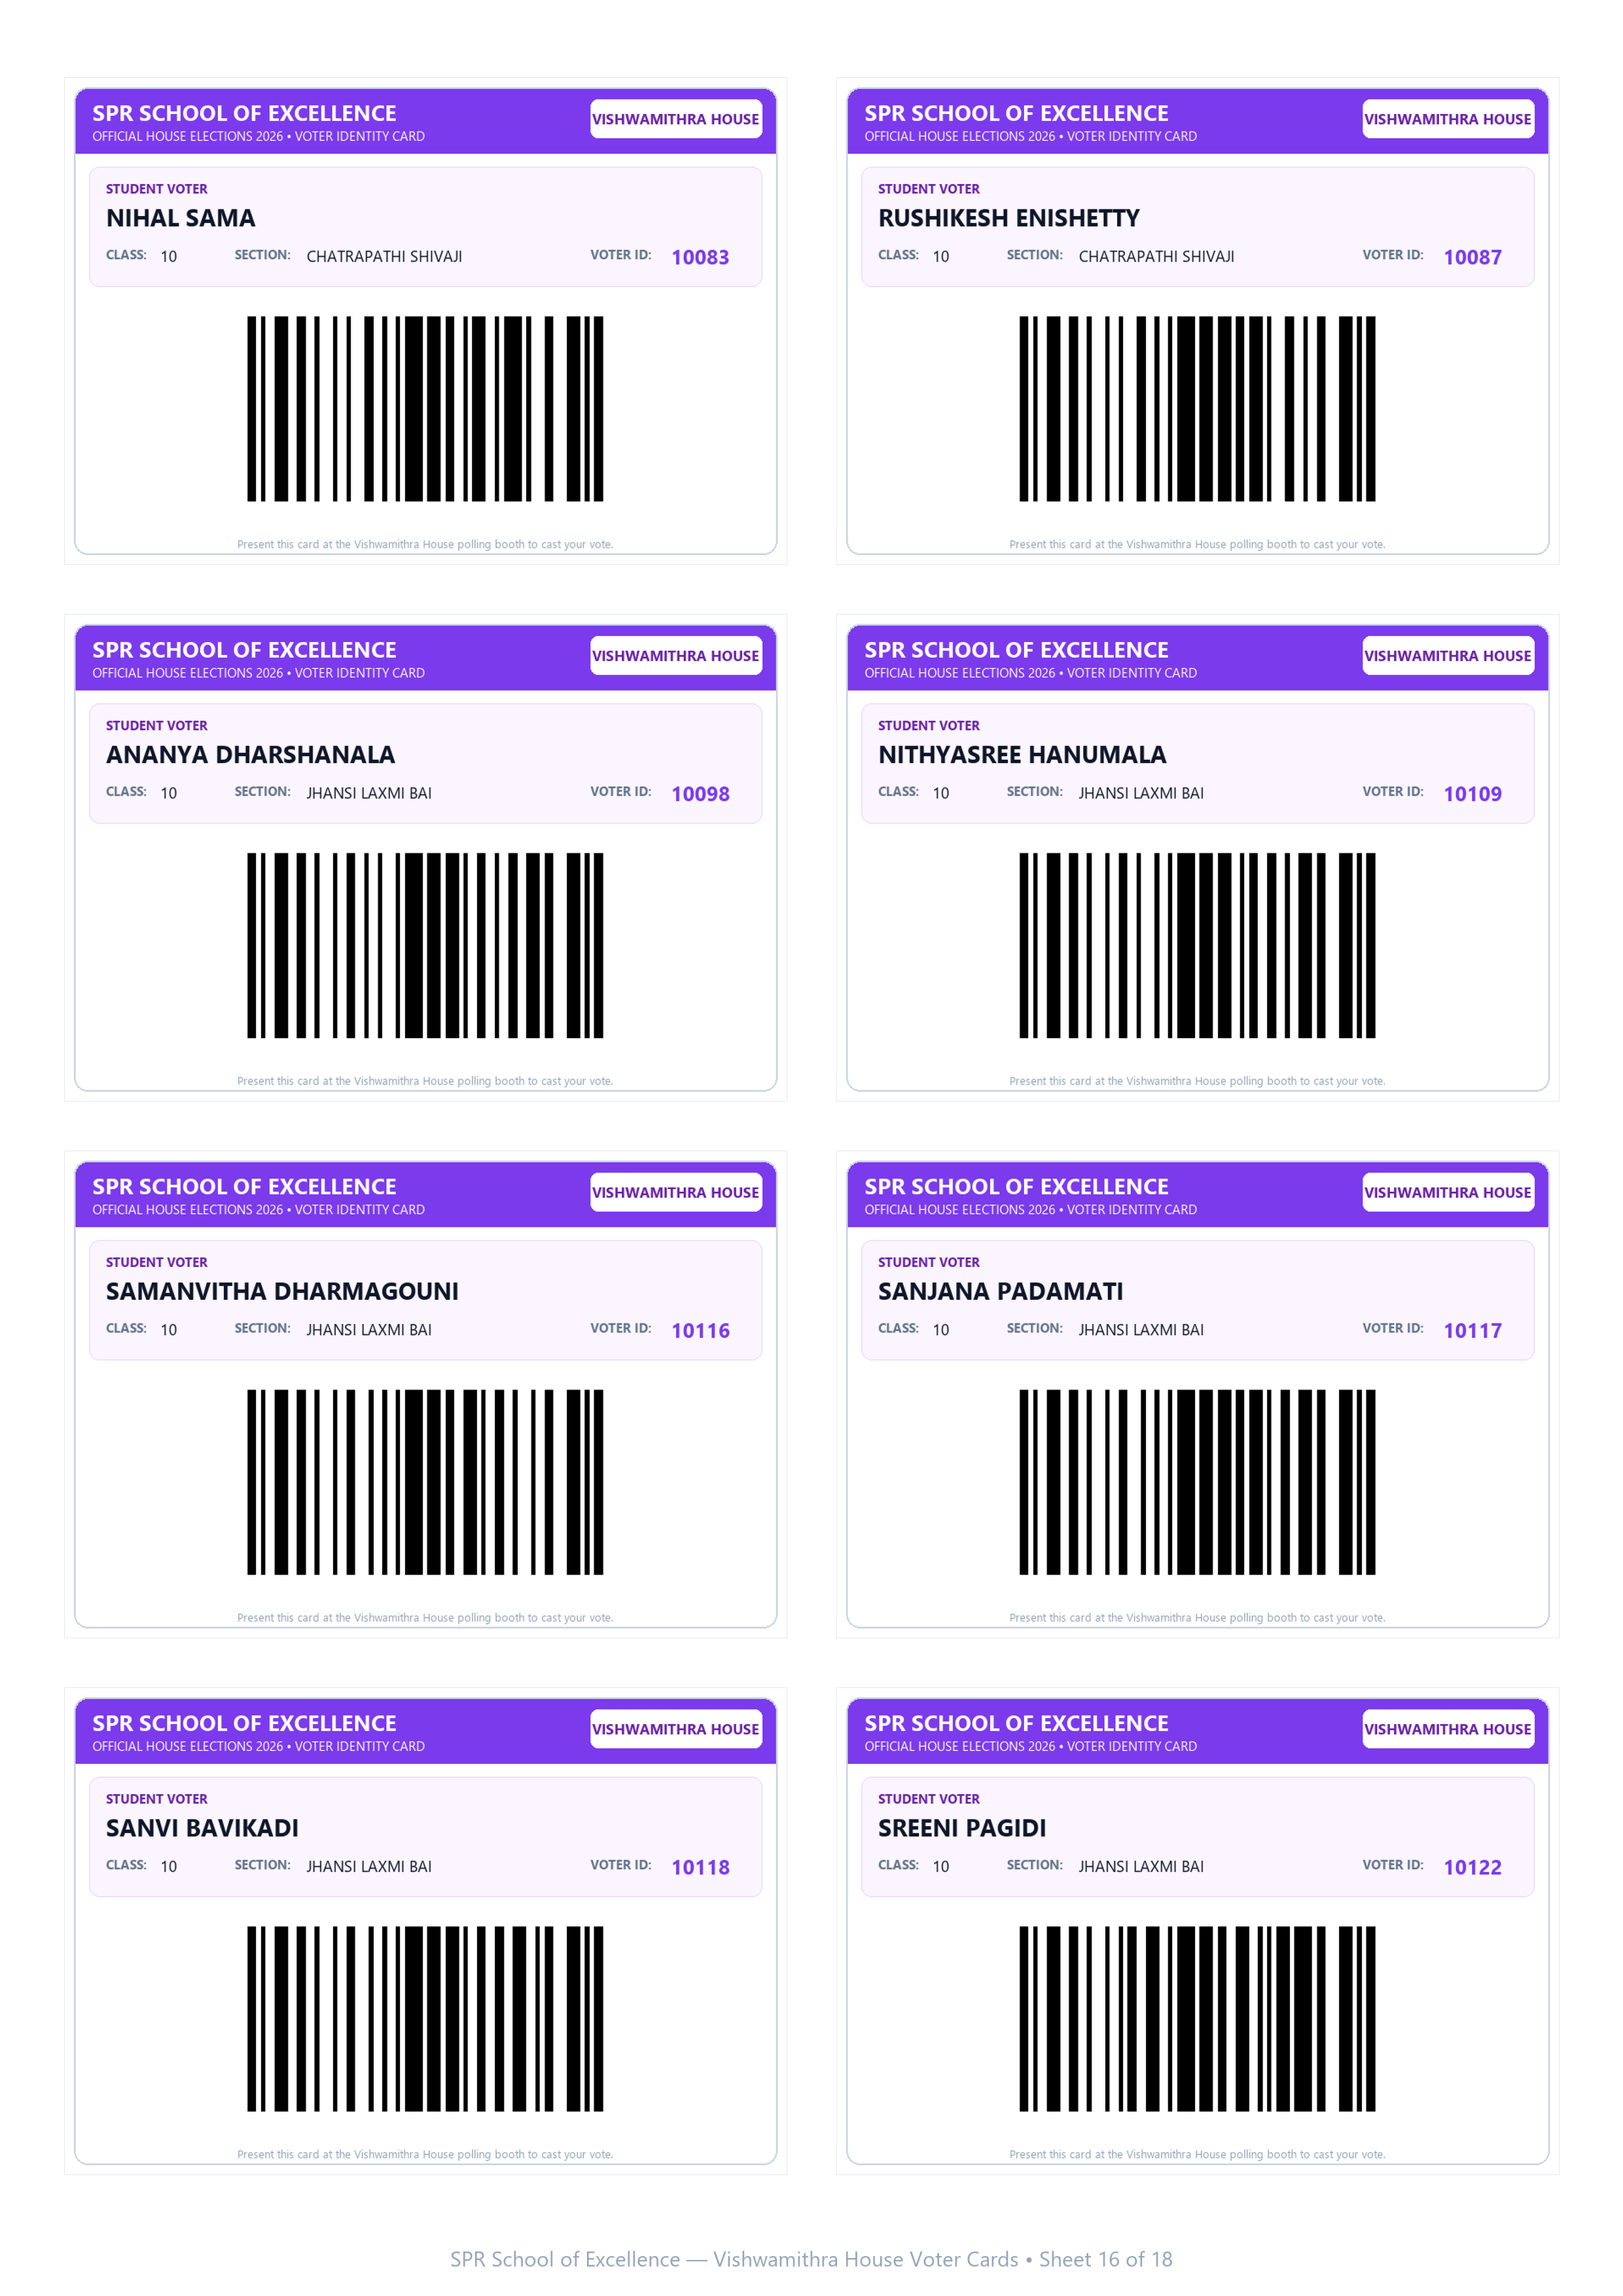 SPR SCHOOL OF EXCELLENCE
OFFICIAL HOUSE ELECTIONS 2026 • VOTER IDENTITY CARD
VISHWAMITHRA HOUSE
STUDENT VOTER
NIHAL SAMA
CLASS: 10 SECTION: CHATRAPATHI SHIVAJI VOTER ID: 10083
Present this card at the Vishwamithra House polling booth to cast your vote.
SPR SCHOOL OF EXCELLENCE
OFFICIAL HOUSE ELECTIONS 2026 • VOTER IDENTITY CARD
VISHWAMITHRA HOUSE
STUDENT VOTER
RUSHIKESH ENISHETTY
CLASS: 10 SECTION: CHATRAPATHI SHIVAJI VOTER ID: 10087
Present this card at the Vishwamithra House polling booth to cast your vote.
SPR SCHOOL OF EXCELLENCE
OFFICIAL HOUSE ELECTIONS 2026 • VOTER IDENTITY CARD
VISHWAMITHRA HOUSE
STUDENT VOTER
ANANYA DHARSHANALA
CLASS: 10 SECTION: JHANSI LAXMI BAI VOTER ID: 10098
Present this card at the Vishwamithra House polling booth to cast your vote.
SPR SCHOOL OF EXCELLENCE
OFFICIAL HOUSE ELECTIONS 2026 • VOTER IDENTITY CARD
VISHWAMITHRA HOUSE
STUDENT VOTER
NITHYASREE HANUMALA
CLASS: 10 SECTION: JHANSI LAXMI BAI VOTER ID: 10109
Present this card at the Vishwamithra House polling booth to cast your vote.
SPR SCHOOL OF EXCELLENCE
OFFICIAL HOUSE ELECTIONS 2026 • VOTER IDENTITY CARD
VISHWAMITHRA HOUSE
STUDENT VOTER
SAMANVITHA DHARMAGOUNI
CLASS: 10 SECTION: JHANSI LAXMI BAI VOTER ID: 10116
Present this card at the Vishwamithra House polling booth to cast your vote.
SPR SCHOOL OF EXCELLENCE
OFFICIAL HOUSE ELECTIONS 2026 • VOTER IDENTITY CARD
VISHWAMITHRA HOUSE
STUDENT VOTER
SANJANA PADAMATI
CLASS: 10 SECTION: JHANSI LAXMI BAI VOTER ID: 10117
Present this card at the Vishwamithra House polling booth to cast your vote.
SPR SCHOOL OF EXCELLENCE
OFFICIAL HOUSE ELECTIONS 2026 • VOTER IDENTITY CARD
VISHWAMITHRA HOUSE
STUDENT VOTER
SANVI BAVIKADI
CLASS: 10 SECTION: JHANSI LAXMI BAI VOTER ID: 10118
Present this card at the Vishwamithra House polling booth to cast your vote.
SPR SCHOOL OF EXCELLENCE
OFFICIAL HOUSE ELECTIONS 2026 • VOTER IDENTITY CARD
VISHWAMITHRA HOUSE
STUDENT VOTER
SREENI PAGIDI
CLASS: 10 SECTION: JHANSI LAXMI BAI VOTER ID: 10122
Present this card at the Vishwamithra House polling booth to cast your vote.
SPR School of Excellence — Vishwamithra House Voter Cards • Sheet 16 of 18